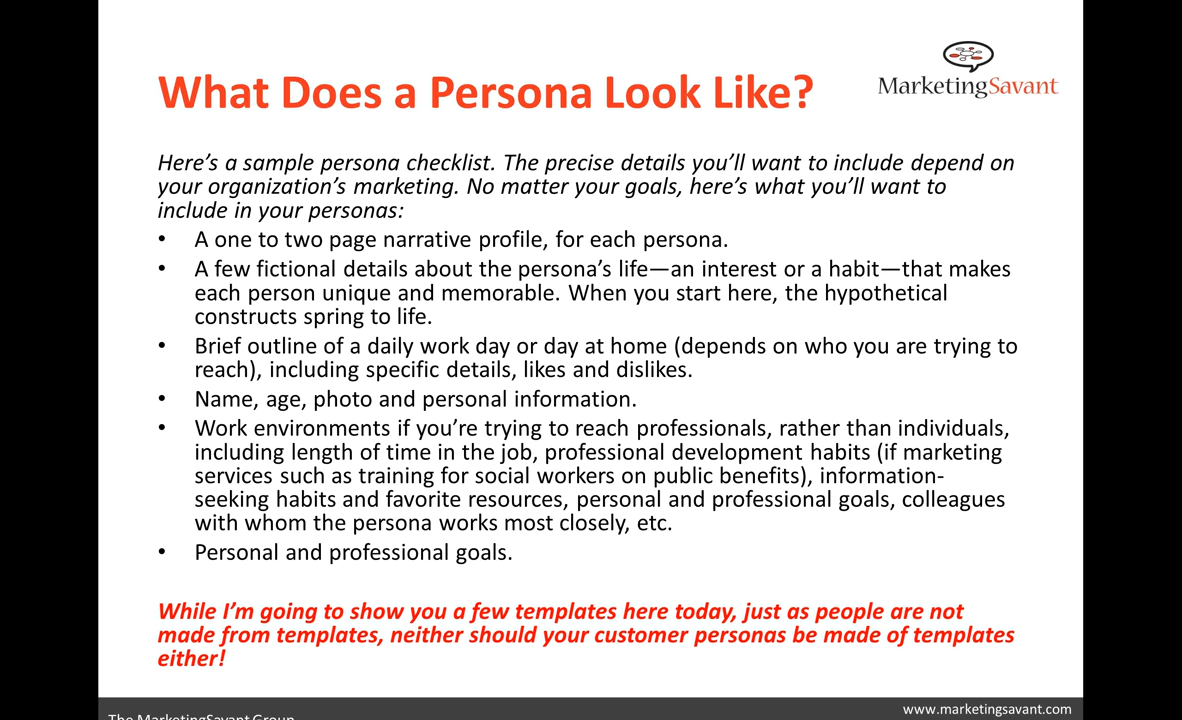 MarketingSavant
What Does a Persona Look Like?
Here’s a sample persona checklist. The precise details you’ll want to include depend on
your organization’s marketing. No matter your goals, here’s what you’ll want to
include in your personas:
• A one to two page narrative profile, for each persona.
• A few fictional details about the persona’s life—an interest or a habit—that makes
each person unique and memorable. When you start here, the hypothetical
constructs spring to life.
• Brief outline of a daily work day or day at home (depends on who you are trying to
reach), including specific details, likes and dislikes.
• Name, age, photo and personal information.
• Work environments if you’re trying to reach professionals, rather than individuals,
including length of time in the job, professional development habits (if marketing
services such as training for social workers on public benefits), information-
seeking habits and favorite resources, personal and professional goals, colleagues
with whom the persona works most closely, etc.
• Personal and professional goals.
While I’m going to show you a few templates here today, just as people are not
made from templates, neither should your customer personas be made of templates
either!
The MarketingSavant Group
www.marketingsavant.com